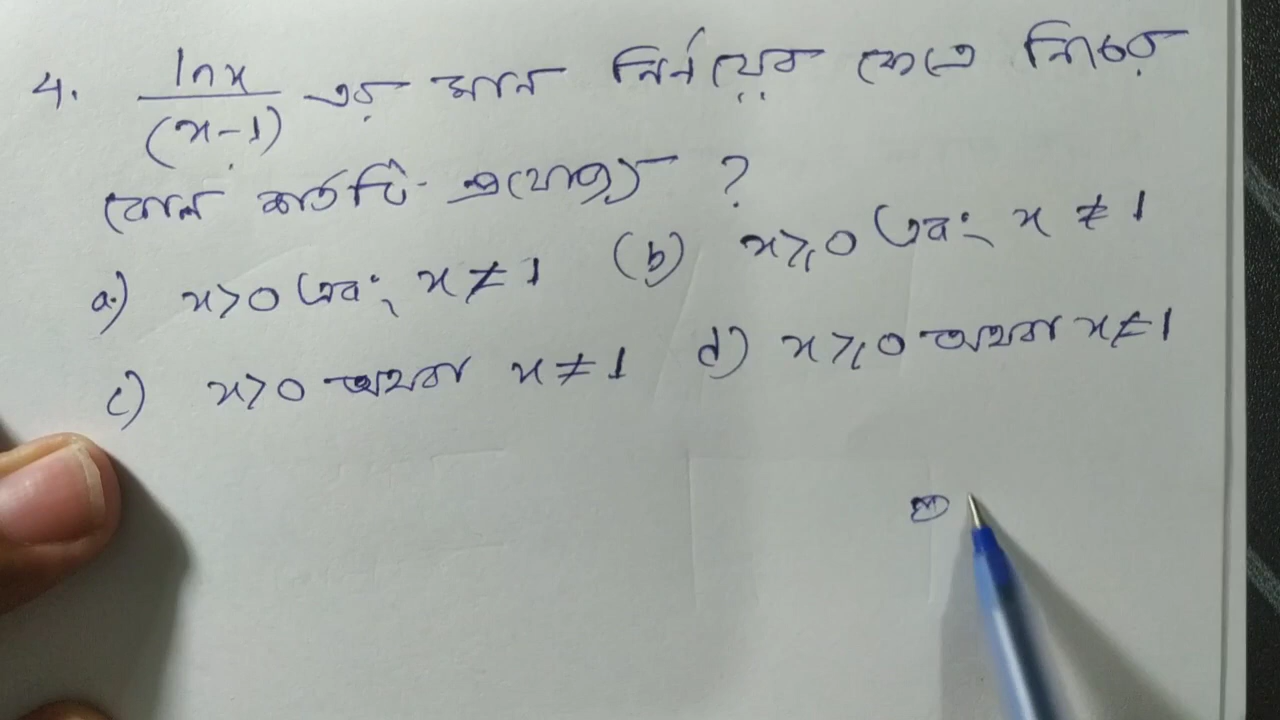 4. lnx/(x-1) এর মান নির্ণয়ের ক্ষেত্রে নিচের
কোন শর্তটি প্রযোজ্য ?
a) x>0 এবং x ≠ 1 (b) x≥0 এবং x ≠ 1
c) x>0 অথবা x ≠ 1 d) x≥0 অথবা x≠1